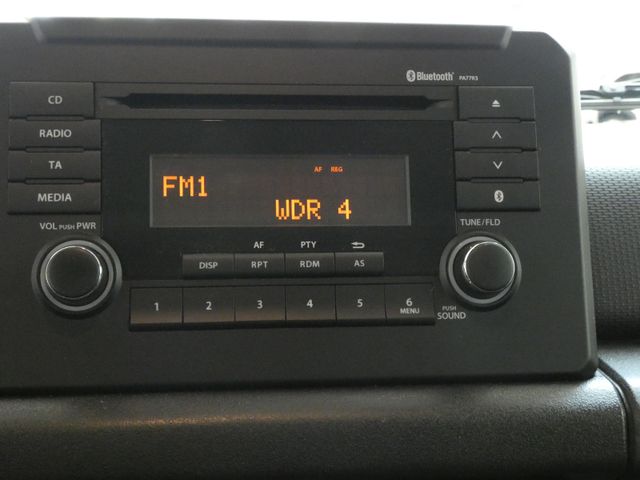 Bluetooth PA77R3
CD
RADIO
TA
MEDIA
AF REG
FM1
WDR 4
VOL PUSH PWR
TUNE/FLD
AF PTY
DISP RPT RDM AS
1 2 3 4 5 6
MENU
PUSH
SOUND